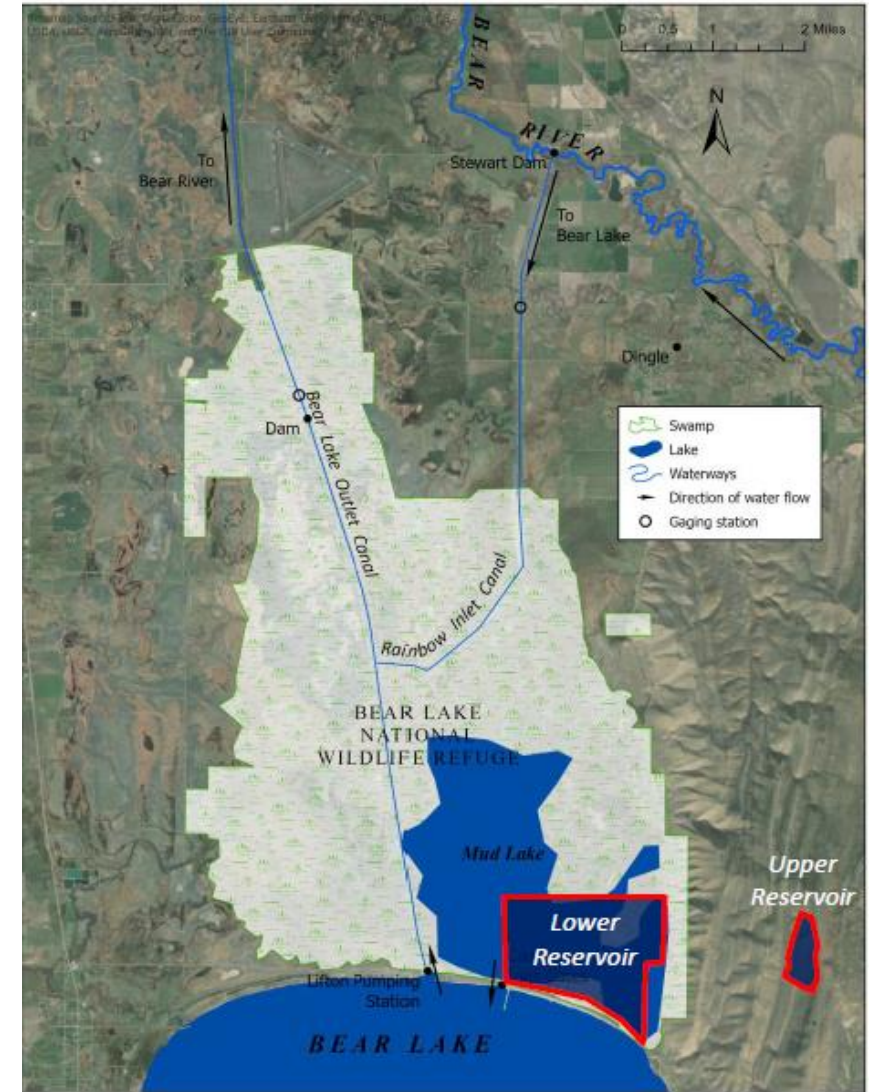 BEAR
RIVER
0 0.5 1 2 Miles
N
Stewart Dam
To
Bear River
To
Bear Lake
Dingle
Swamp
Lake
Waterways
Direction of water flow
Gaging station
Dam
Bear Lake Outlet Canal
Rainbow Inlet Canal
BEAR LAKE
NATIONAL
WILDLIFE REFUGE
Mud Lake
Upper
Reservoir
Lower
Reservoir
Lifton Pumping
Station
BEAR LAKE